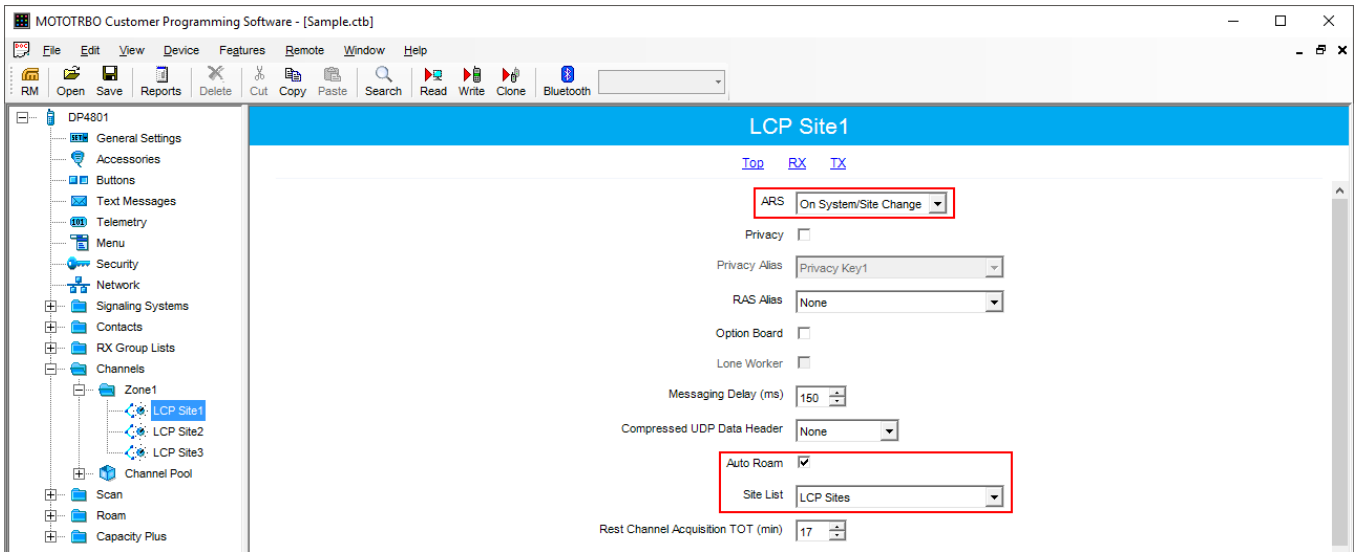 MOTOTRBO Customer Programming Software - [Sample.ctb]
DOC File Edit View Device Features Remote Window Help
RM Open Save Reports Delete Cut Copy Paste Search Read Write Clone Bluetooth
DP4801
SET General Settings
Accessories
Buttons
Text Messages
101 Telemetry
Menu
Security
Network
Signaling Systems
Contacts
RX Group Lists
Channels
Zone1
LCP Site1
LCP Site2
LCP Site3
Channel Pool
Scan
Roam
Capacity Plus
LCP Site1
Top RX TX
ARS On System/Site Change
Privacy
Privacy Alias Privacy Key1
RAS Alias None
Option Board
Lone Worker
Messaging Delay (ms) 150
Compressed UDP Data Header None
Auto Roam
Site List LCP Sites
Rest Channel Acquisition TOT (min) 17